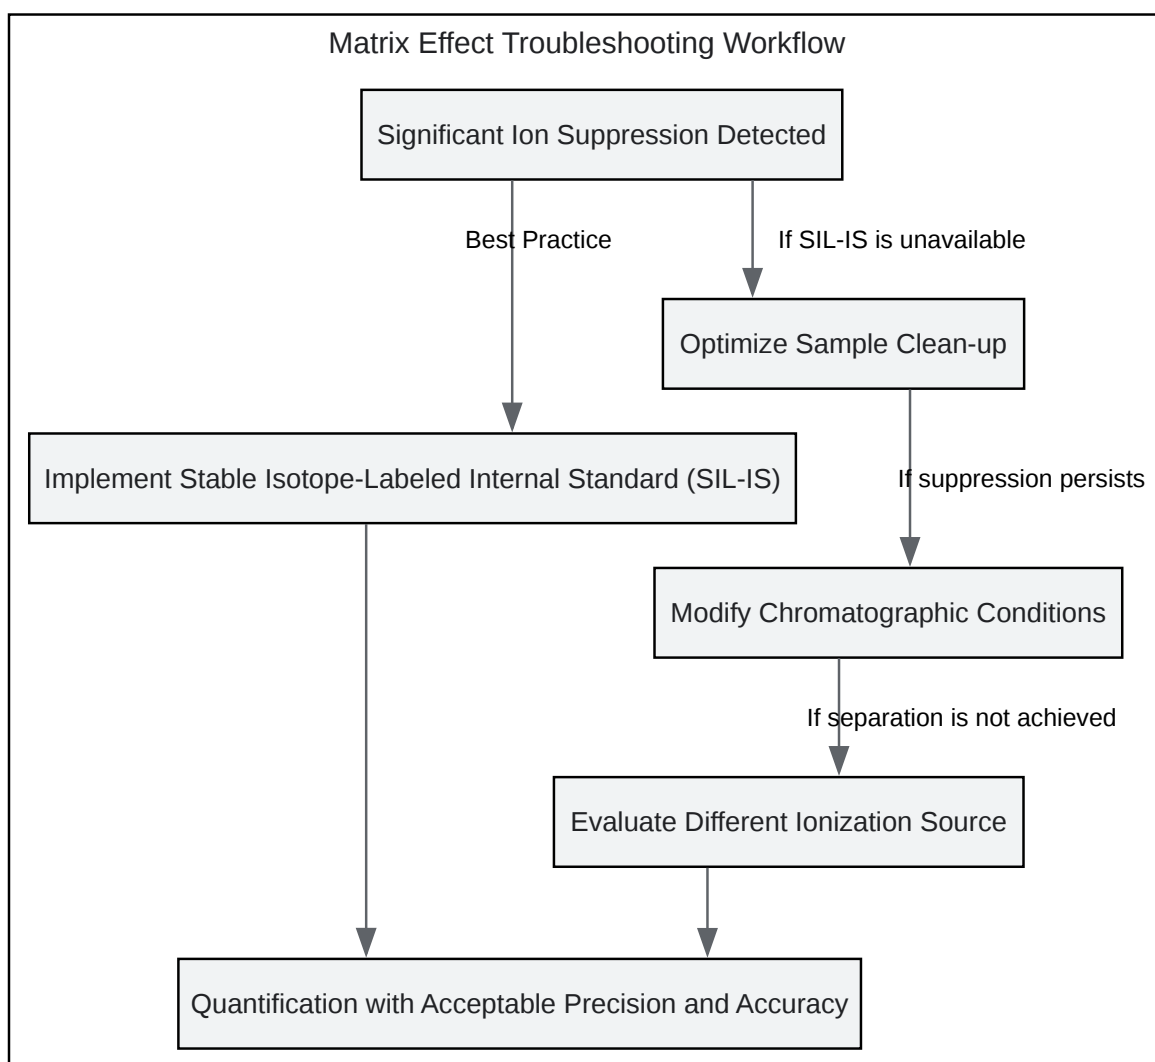 Matrix Effect Troubleshooting Workflow
Significant Ion Suppression Detected
Best Practice
If SIL-IS is unavailable
Optimize Sample Clean-up
Implement Stable Isotope-Labeled Internal Standard (SIL-IS)
If suppression persists
Modify Chromatographic Conditions
If separation is not achieved
Evaluate Different Ionization Source
Quantification with Acceptable Precision and Accuracy